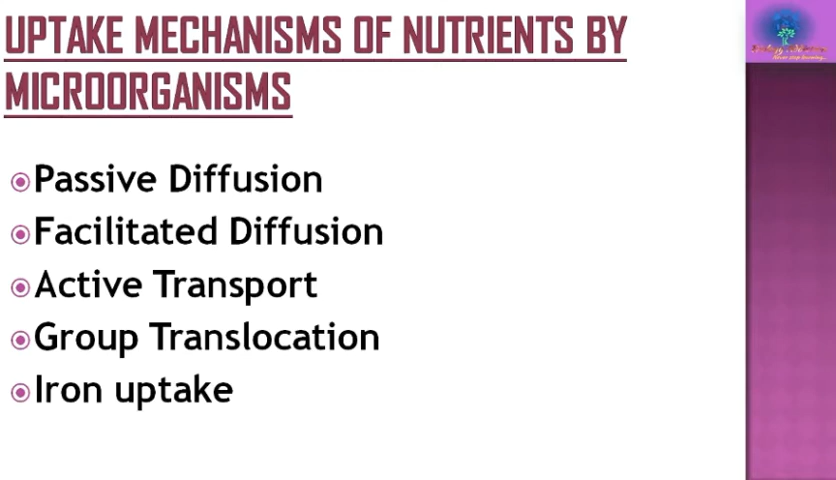 UPTAKE MECHANISMS OF NUTRIENTS BY
MICROORGANISMS
Passive Diffusion
Facilitated Diffusion
Active Transport
Group Translocation
Iron uptake